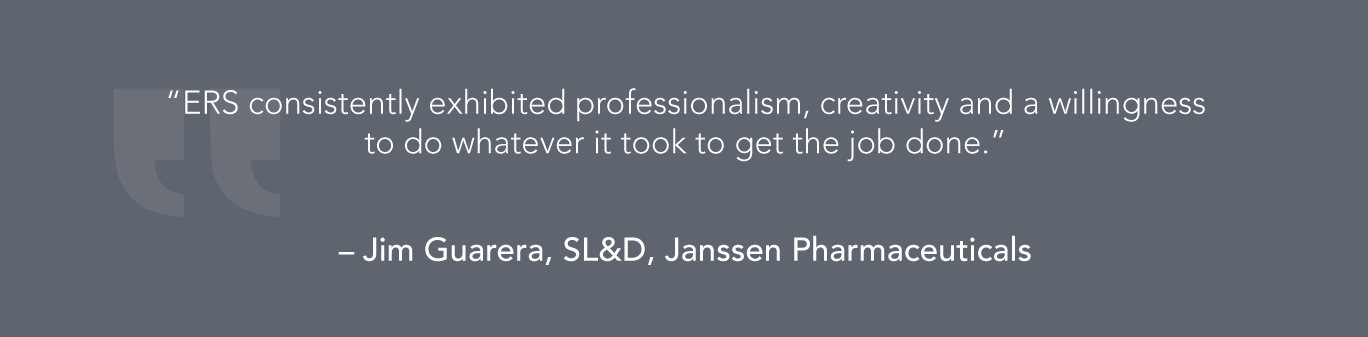 “ERS consistently exhibited professionalism, creativity and a willingness
to do whatever it took to get the job done.”
– Jim Guarera, SL&D, Janssen Pharmaceuticals